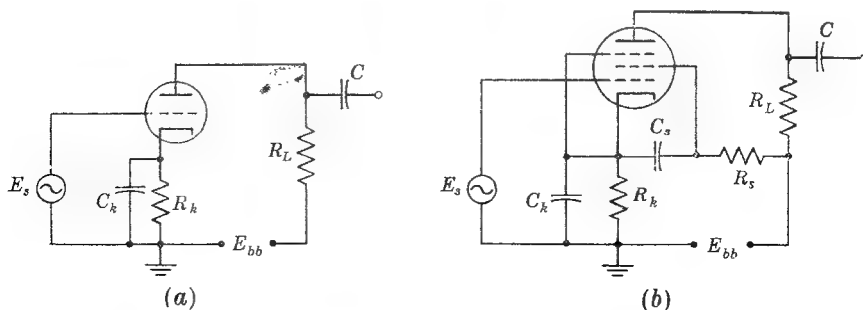 C
R_L
E_s
C_k
R_k
E_bb
(a)
C
R_L
C_s
R_s
E_s
C_k
R_k
E_bb
(b)